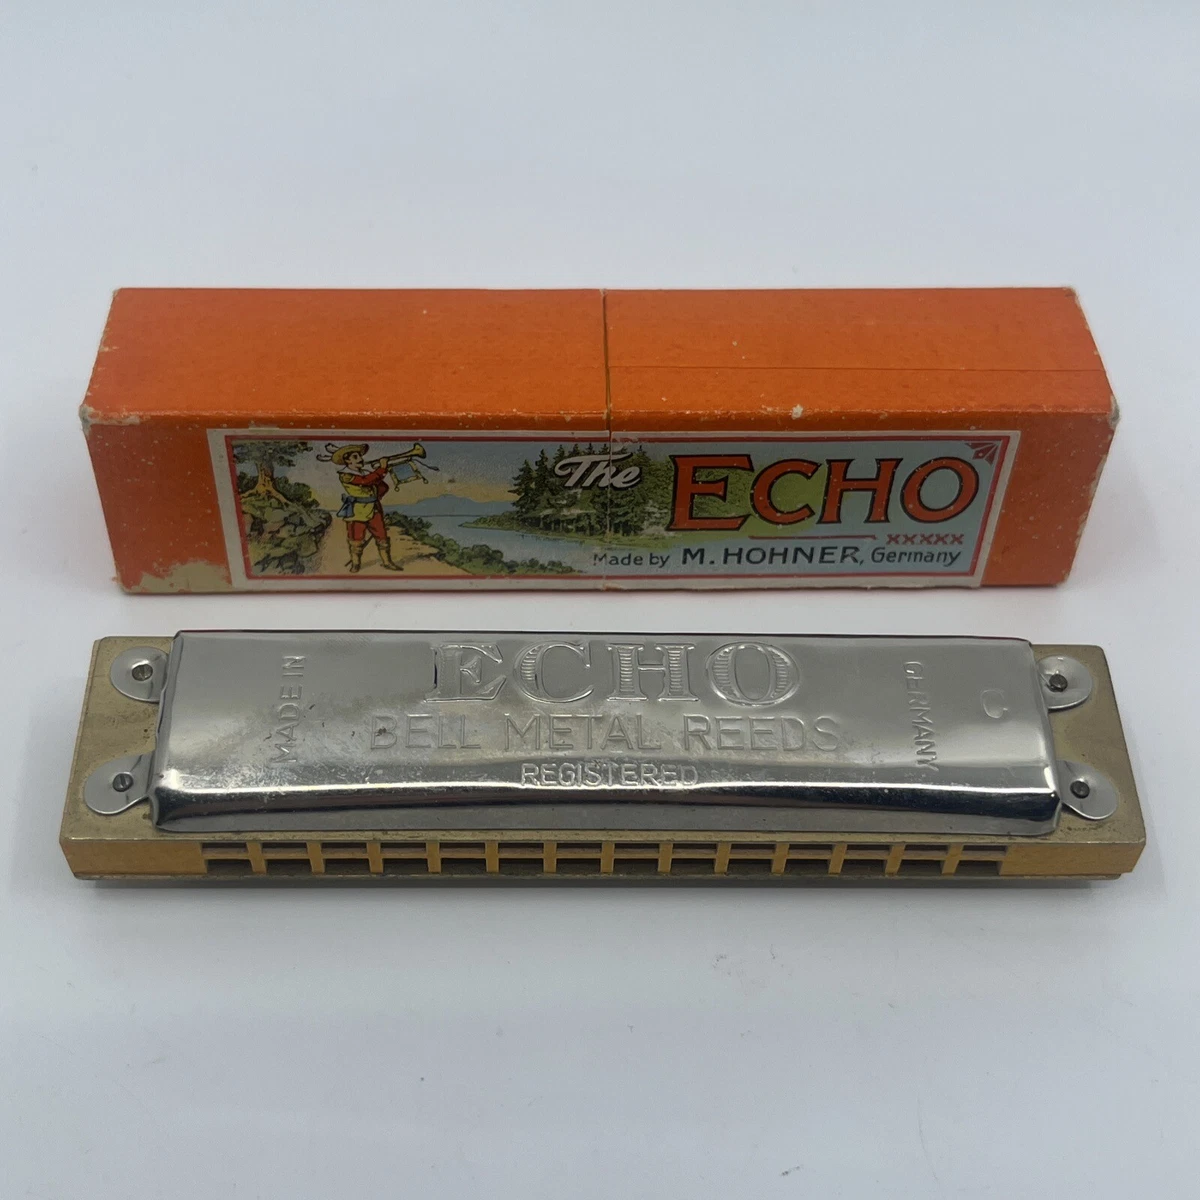 The ECHO
xxxxx
Made by M. HOHNER, Germany
ECHO
MADE IN
BELL METAL REEDS
GERMANY
C
REGISTERED